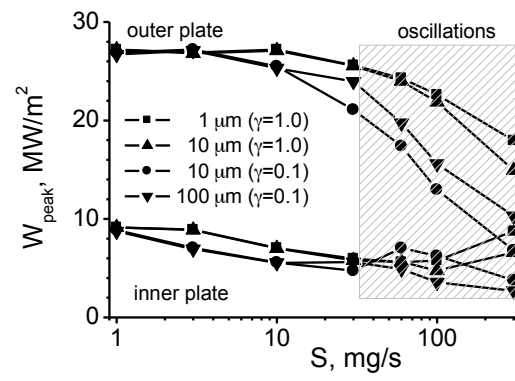 outer plate
oscillations
30
20
10
0
W_peak, MW/m²
1 μm (γ=1.0)
10 μm (γ=1.0)
10 μm (γ=0.1)
100 μm (γ=0.1)
inner plate
1
10
100
S, mg/s